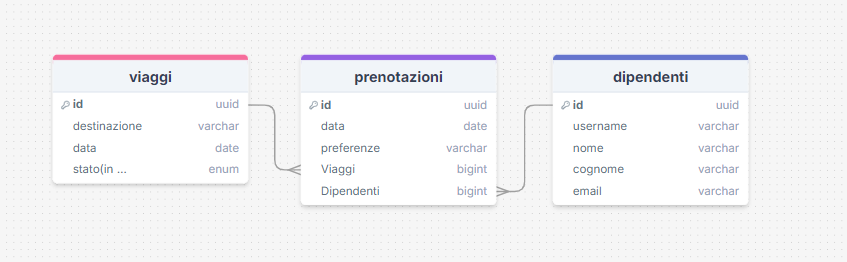 viaggi
id uuid
destinazione varchar
data date
stato(in ... enum
prenotazioni
id uuid
data date
preferenze varchar
Viaggi bigint
Dipendenti bigint
dipendenti
id uuid
username varchar
nome varchar
cognome varchar
email varchar